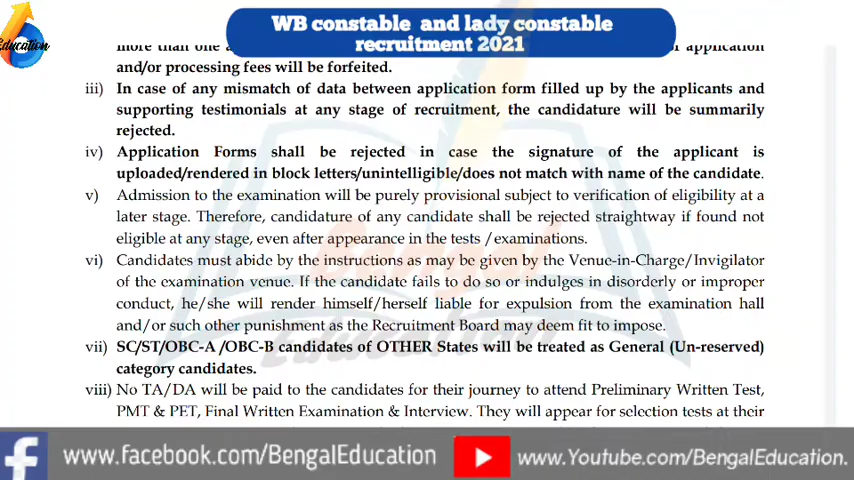 WB constable and lady constable
recruitment 2021
Education
more than one
application
and/or processing fees will be forfeited.
iii) In case of any mismatch of data between application form filled up by the applicants and
supporting testimonials at any stage of recruitment, the candidature will be summarily
rejected.
iv) Application Forms shall be rejected in case the signature of the applicant is
uploaded/rendered in block letters/unintelligible/does not match with name of the candidate.
v) Admission to the examination will be purely provisional subject to verification of eligibility at a
later stage. Therefore, candidature of any candidate shall be rejected straightway if found not
eligible at any stage, even after appearance in the tests /examinations.
vi) Candidates must abide by the instructions as may be given by the Venue-in-Charge/Invigilator
of the examination venue. If the candidate fails to do so or indulges in disorderly or improper
conduct, he/she will render himself/herself liable for expulsion from the examination hall
and/or such other punishment as the Recruitment Board may deem fit to impose.
vii) SC/ST/OBC-A /OBC-B candidates of OTHER States will be treated as General (Un-reserved)
category candidates.
viii) No TA/DA will be paid to the candidates for their journey to attend Preliminary Written Test,
PMT & PET, Final Written Examination & Interview. They will appear for selection tests at their
Bengal
Education
www.facebook.com/BengalEducation
www.Youtube.com/BengalEducation.